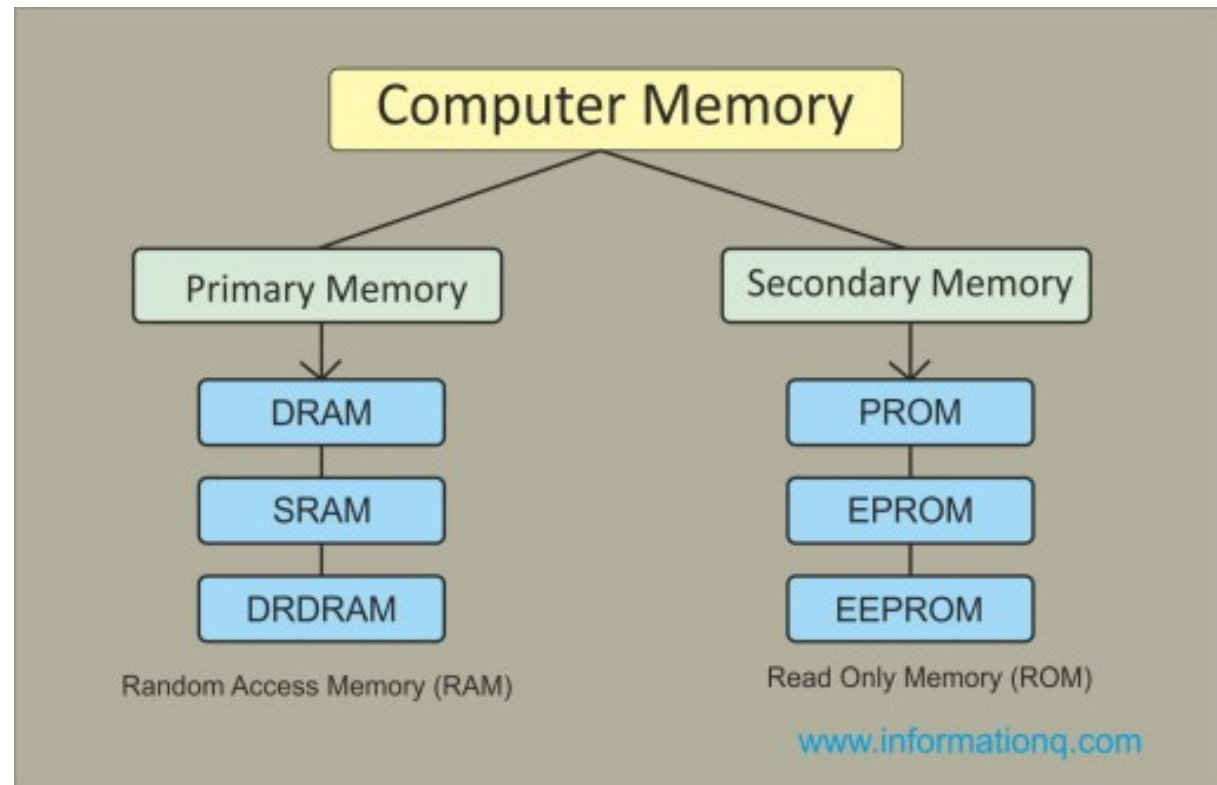 Computer Memory
Primary Memory
DRAM
SRAM
DRDRAM
Random Access Memory (RAM)
Secondary Memory
PROM
EPROM
EEPROM
Read Only Memory (ROM)
www.informationq.com